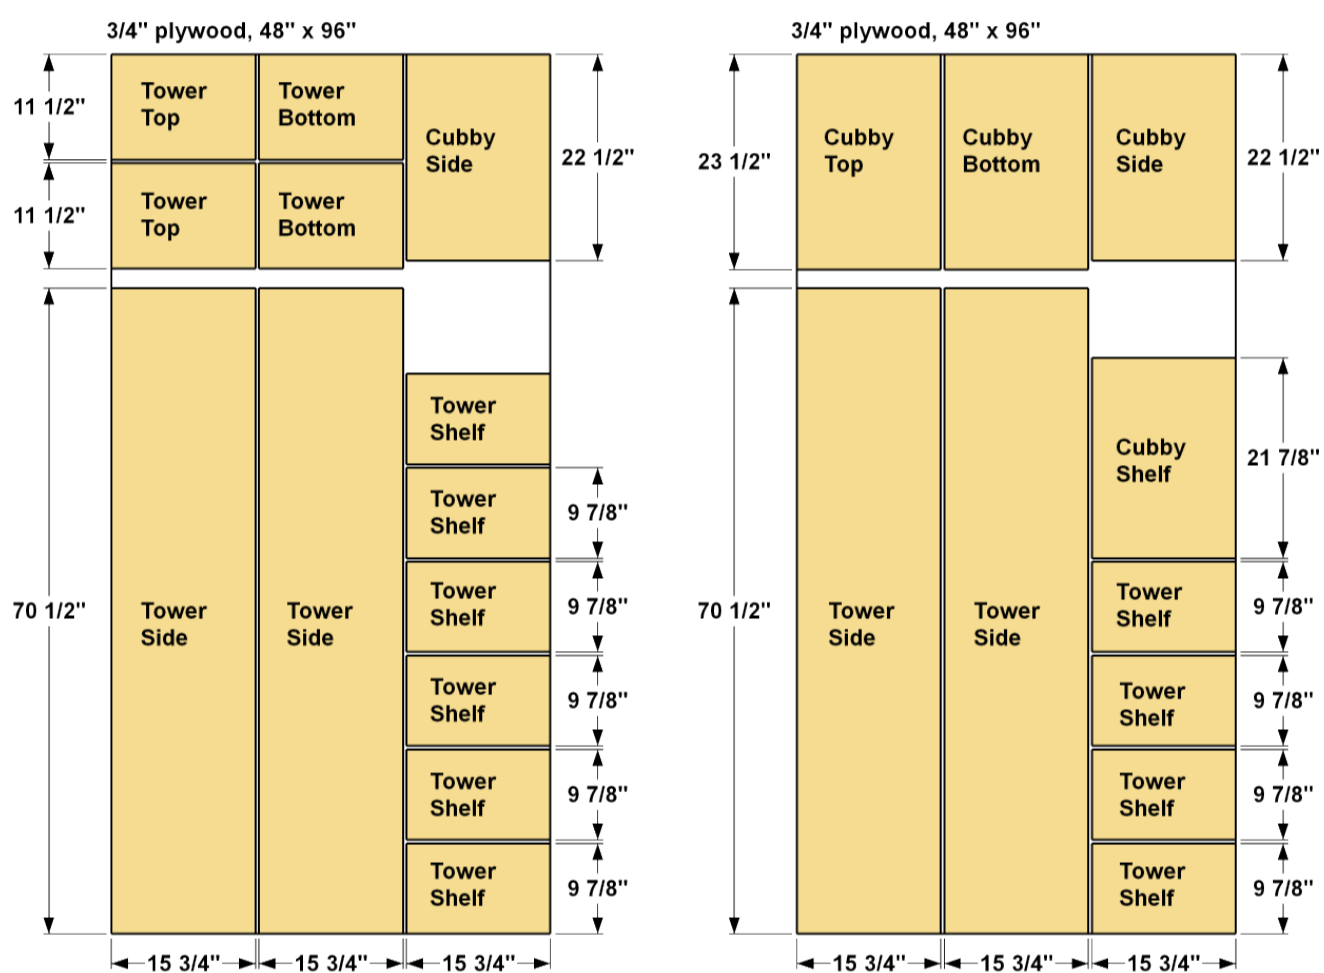 3/4" plywood, 48" x 96"
11 1/2"
11 1/2"
70 1/2"
Tower
Top
Tower
Bottom
Cubby
Side
Tower
Top
Tower
Bottom
22 1/2"
Tower
Side
Tower
Side
Tower
Shelf
Tower
Shelf
9 7/8"
Tower
Shelf
9 7/8"
Tower
Shelf
9 7/8"
Tower
Shelf
9 7/8"
Tower
Shelf
9 7/8"
15 3/4"
15 3/4"
15 3/4"
3/4" plywood, 48" x 96"
23 1/2"
70 1/2"
Cubby
Top
Cubby
Bottom
Cubby
Side
22 1/2"
Tower
Side
Tower
Side
Cubby
Shelf
21 7/8"
Tower
Shelf
9 7/8"
Tower
Shelf
9 7/8"
Tower
Shelf
9 7/8"
Tower
Shelf
9 7/8"
15 3/4"
15 3/4"
15 3/4"